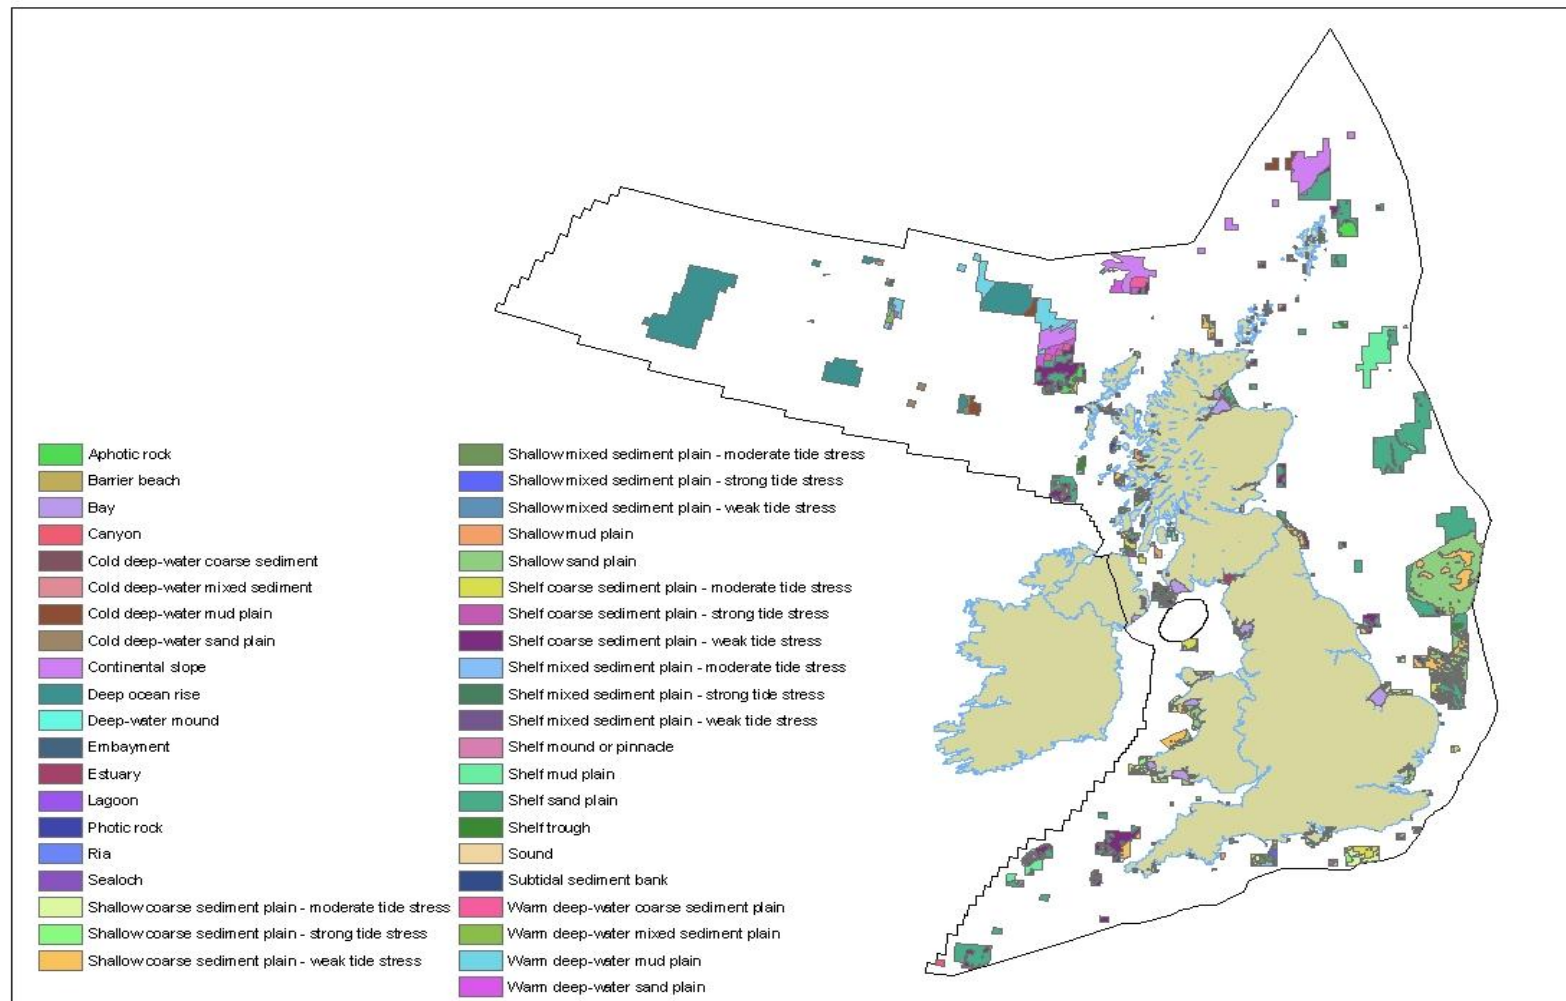 Aphotic rock
Barrier beach
Bay
Canyon
Cold deep-water coarse sediment
Cold deep-water mixed sediment
Cold deep-water mud plain
Cold deep-water sand plain
Continental slope
Deep ocean rise
Deep-water mound
Embayment
Estuary
Lagoon
Photic rock
Ria
Sealoch
Shallow coarse sediment plain - moderate tide stress
Shallow coarse sediment plain - strong tide stress
Shallow coarse sediment plain - weak tide stress
Shallow mixed sediment plain - moderate tide stress
Shallow mixed sediment plain - strong tide stress
Shallow mixed sediment plain - weak tide stress
Shallow mud plain
Shallow sand plain
Shelf coarse sediment plain - moderate tide stress
Shelf coarse sediment plain - strong tide stress
Shelf coarse sediment plain - weak tide stress
Shelf mixed sediment plain - moderate tide stress
Shelf mixed sediment plain - strong tide stress
Shelf mixed sediment plain - weak tide stress
Shelf mound or pinnacle
Shelf mud plain
Shelf sand plain
Shelf trough
Sound
Subtidal sediment bank
Warm deep-water coarse sediment plain
Warm deep-water mixed sediment plain
Warm deep-water mud plain
Warm deep-water sand plain